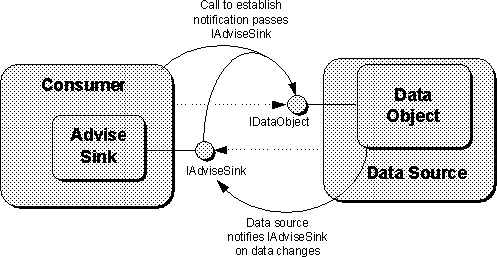 Call to establish
notification passes
IAdviseSink
Consumer
Advise
Sink
IDataObject
IAdviseSink
Data
Object
Data Source
Data source
notifies IAdviseSink
on data changes